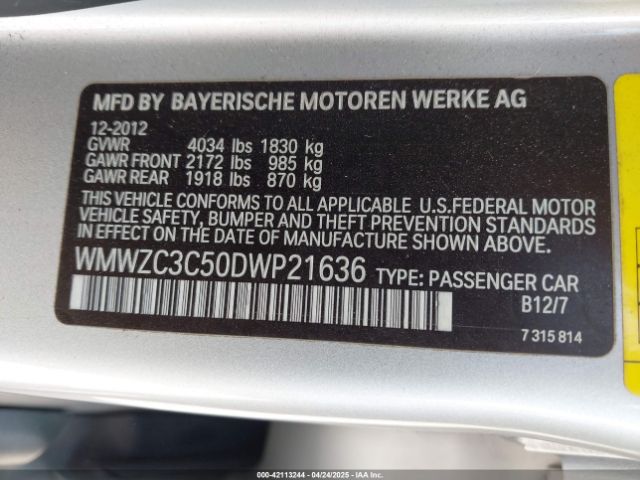 MFD BY BAYERISCHE MOTOREN WERKE AG
12-2012
GVWR 4034 lbs 1830 kg
GAWR FRONT 2172 lbs 985 kg
GAWR REAR 1918 lbs 870 kg
THIS VEHICLE CONFORMS TO ALL APPLICABLE U.S.FEDERAL MOTOR
VEHICLE SAFETY, BUMPER AND THEFT PREVENTION STANDARDS
IN EFFECT ON THE DATE OF MANUFACTURE SHOWN ABOVE.
WMWZC3C50DWP21636 TYPE: PASSENGER CAR
B12/7
7 315 814
000-42113244 - 04/24/2025 - IAAI.COM